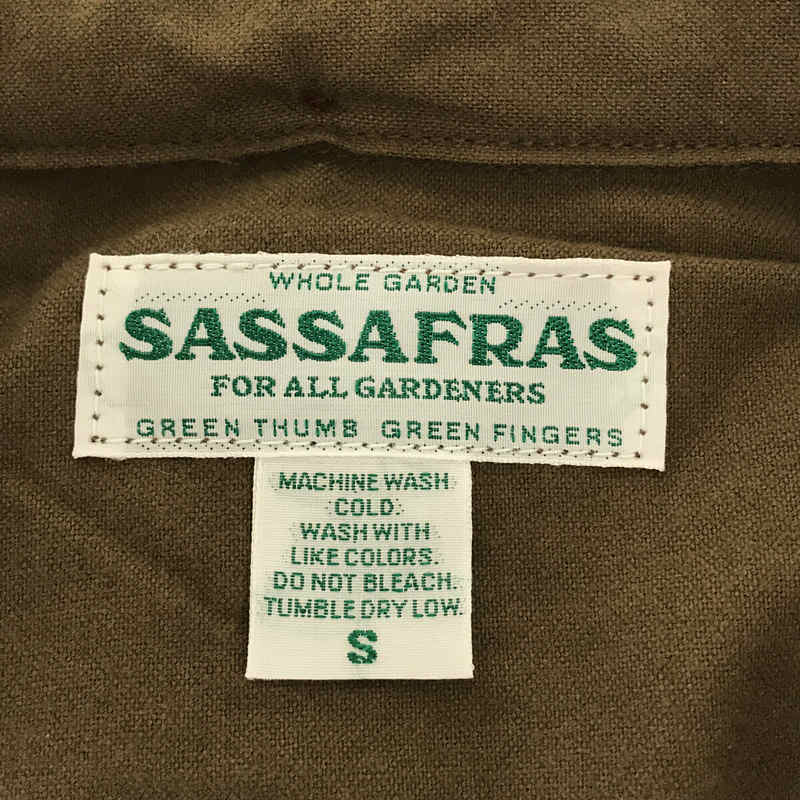 WHOLE GARDEN
SASSAFRAS
FOR ALL GARDENERS
GREEN THUMB GREEN FINGERS
MACHINE WASH
COLD.
WASH WITH
LIKE COLORS.
DO NOT BLEACH.
TUMBLE DRY LOW.
S